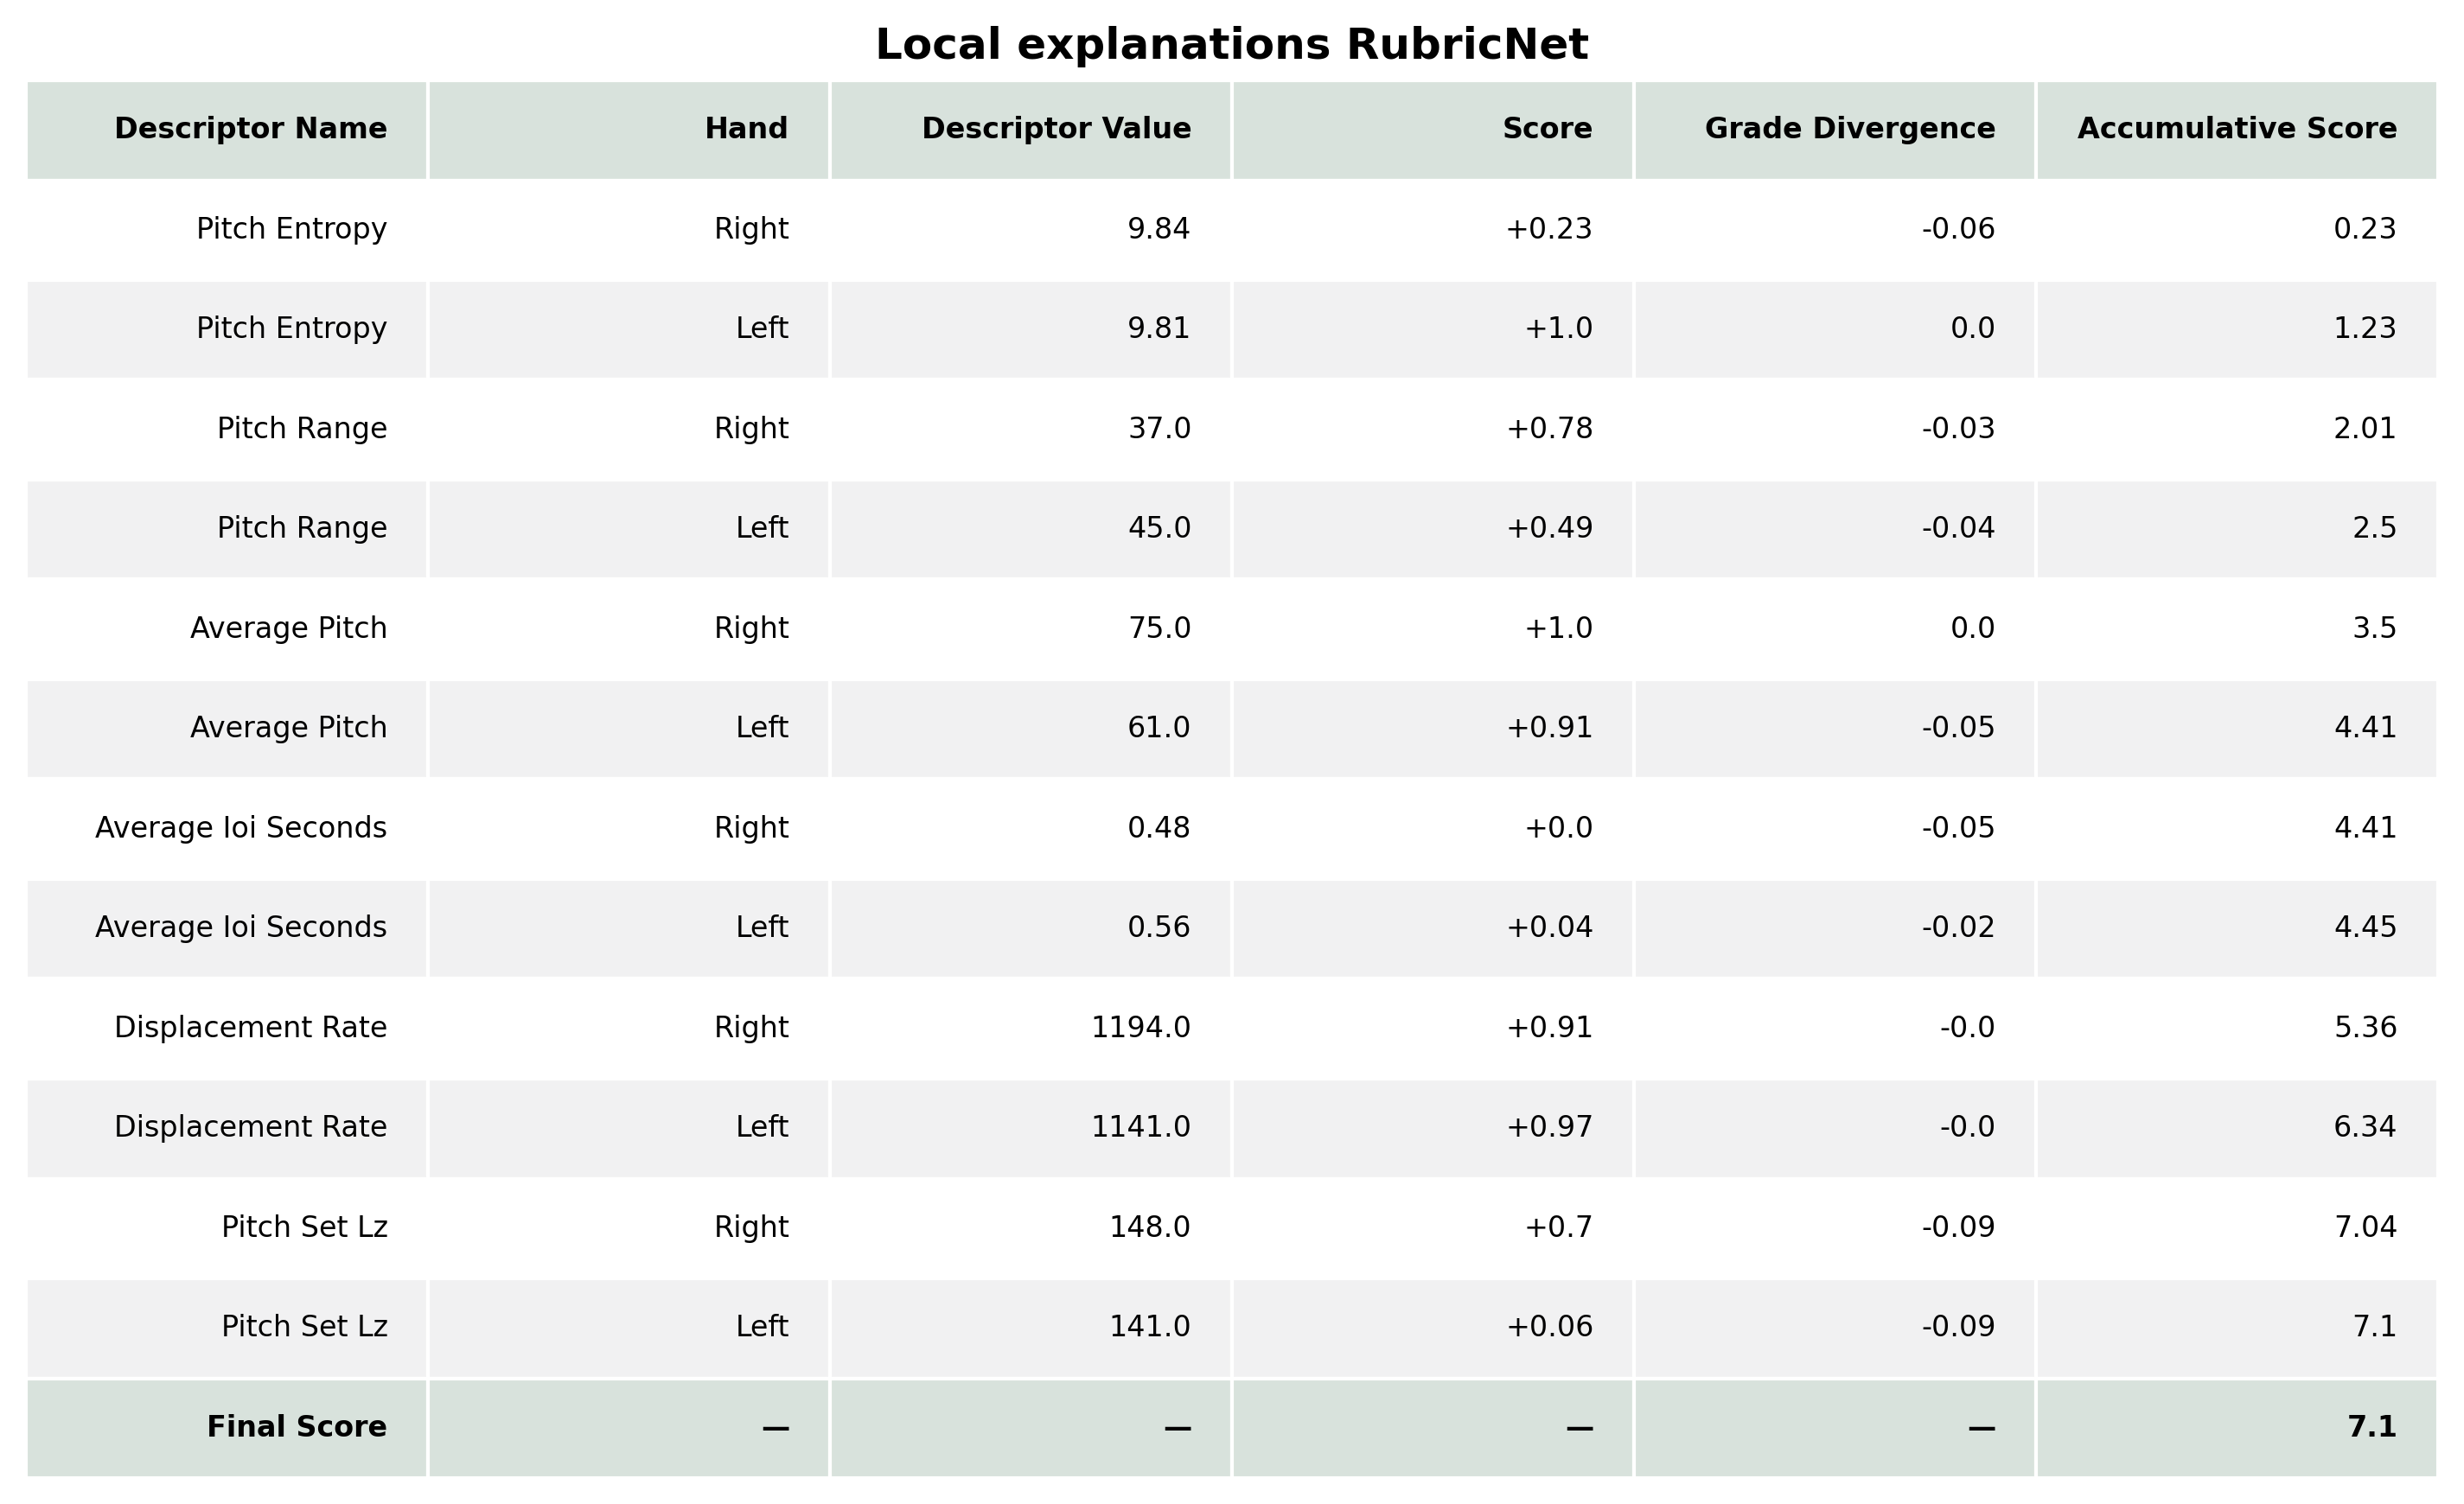 Local explanations RubricNet
Descriptor Name Hand Descriptor Value Score Grade Divergence Accumulative Score
Pitch Entropy Right 9.84 +0.23 -0.06 0.23
Pitch Entropy Left 9.81 +1.0 0.0 1.23
Pitch Range Right 37.0 +0.78 -0.03 2.01
Pitch Range Left 45.0 +0.49 -0.04 2.5
Average Pitch Right 75.0 +1.0 0.0 3.5
Average Pitch Left 61.0 +0.91 -0.05 4.41
Average Ioi Seconds Right 0.48 +0.0 -0.05 4.41
Average Ioi Seconds Left 0.56 +0.04 -0.02 4.45
Displacement Rate Right 1194.0 +0.91 -0.0 5.36
Displacement Rate Left 1141.0 +0.97 -0.0 6.34
Pitch Set Lz Right 148.0 +0.7 -0.09 7.04
Pitch Set Lz Left 141.0 +0.06 -0.09 7.1
Final Score — — — — 7.1